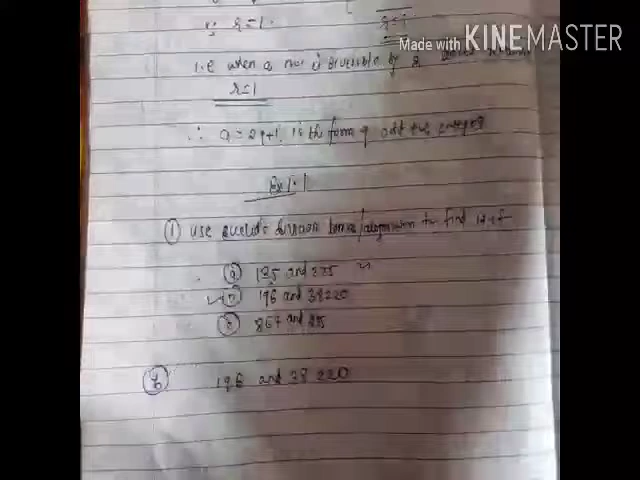 r=1.
r=1
Made with KINEMASTER
i.e when a no. is divisible by 2
r=1
∴ a = 2q+1, is the form of odd +ve integer
Ex 1.1
① Use Euclid's division lemma/algorithm to find H.C.F
ⓐ 135 and 225
ⓑ 196 and 38220
ⓒ 867 and 255
ⓑ 196 and 38220